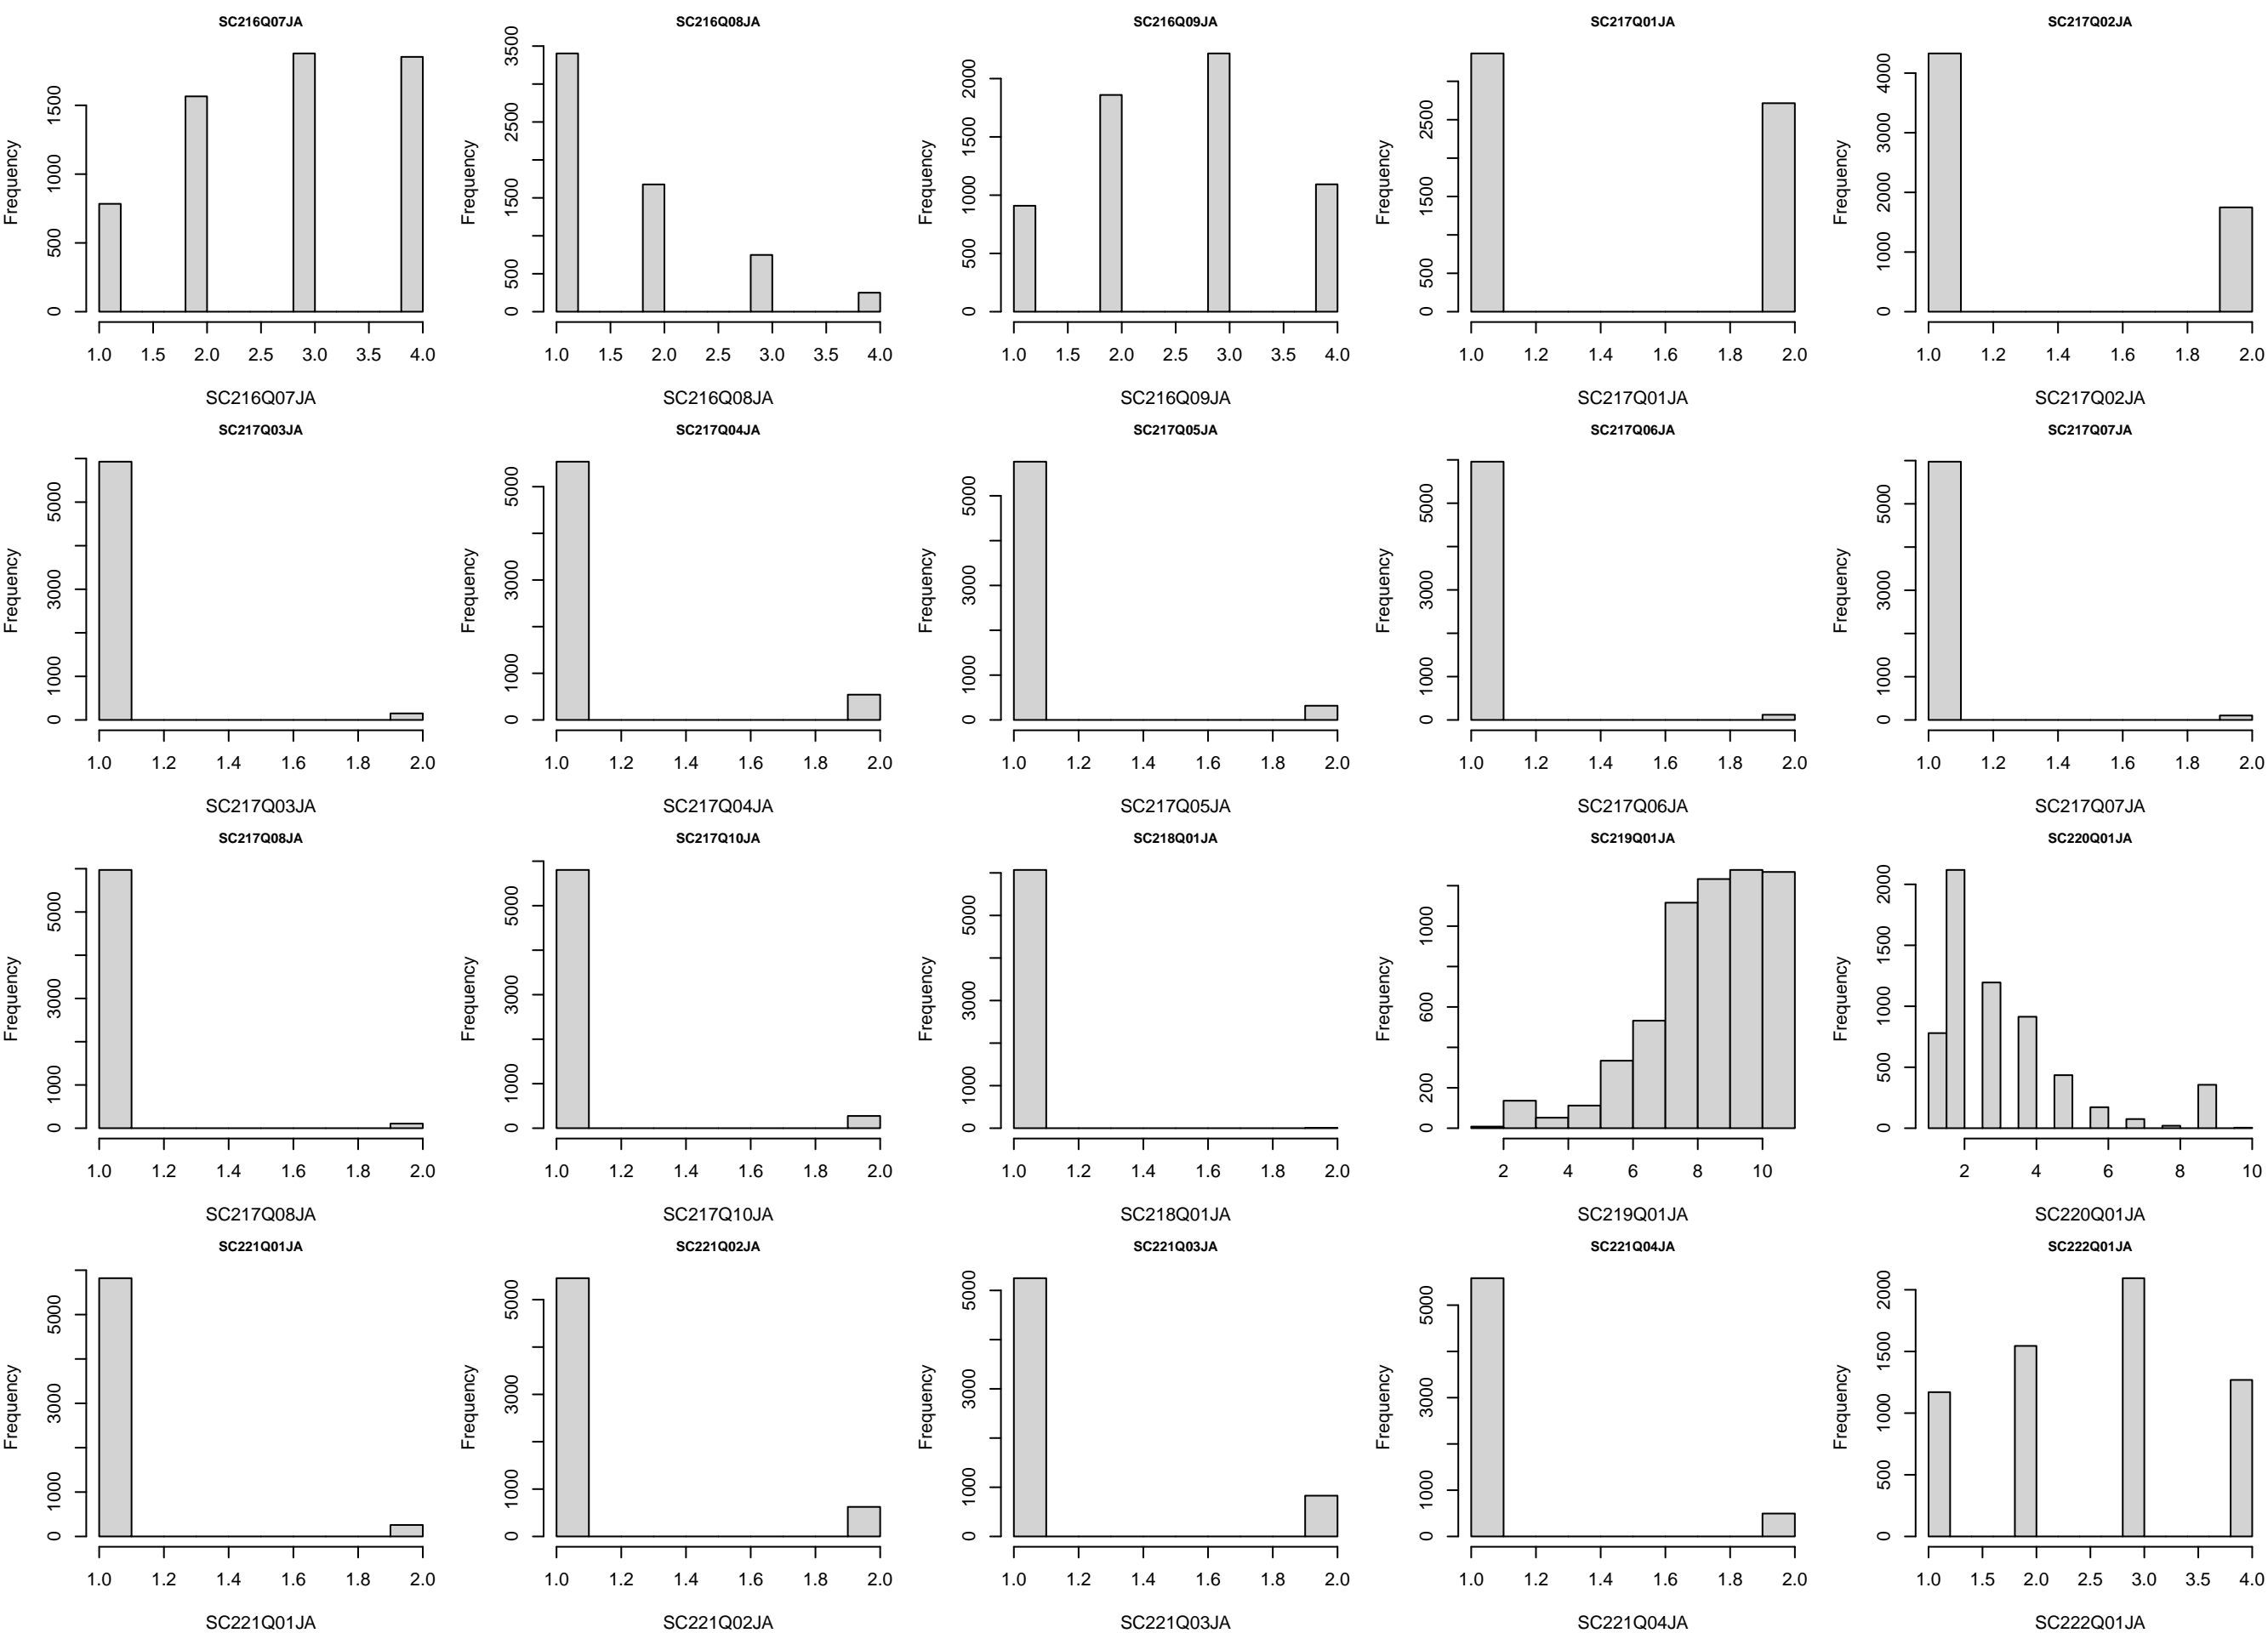 SC216Q07JA SC216Q08JA SC216Q09JA SC217Q01JA SC217Q02JA
Frequency Frequency Frequency Frequency Frequency
0 500 1000 1500
0 500 1500 2500 3500
0 500 1000 1500 2000
0 500 1500 2500
0 1000 2000 3000 4000
1.0 1.5 2.0 2.5 3.0 3.5 4.0
1.0 1.5 2.0 2.5 3.0 3.5 4.0
1.0 1.5 2.0 2.5 3.0 3.5 4.0
1.0 1.2 1.4 1.6 1.8 2.0
1.0 1.2 1.4 1.6 1.8 2.0
SC216Q07JA SC216Q08JA SC216Q09JA SC217Q01JA SC217Q02JA
SC217Q03JA SC217Q04JA SC217Q05JA SC217Q06JA SC217Q07JA
Frequency Frequency Frequency Frequency Frequency
0 1000 3000 5000
0 1000 3000 5000
0 1000 3000 5000
0 1000 3000 5000
0 1000 3000 5000
1.0 1.2 1.4 1.6 1.8 2.0
1.0 1.2 1.4 1.6 1.8 2.0
1.0 1.2 1.4 1.6 1.8 2.0
1.0 1.2 1.4 1.6 1.8 2.0
1.0 1.2 1.4 1.6 1.8 2.0
SC217Q03JA SC217Q04JA SC217Q05JA SC217Q06JA SC217Q07JA
SC217Q08JA SC217Q10JA SC218Q01JA SC219Q01JA SC220Q01JA
Frequency Frequency Frequency Frequency Frequency
0 1000 3000 5000
0 1000 3000 5000
0 1000 3000 5000
0 200 600 1000
0 500 1000 1500 2000
1.0 1.2 1.4 1.6 1.8 2.0
1.0 1.2 1.4 1.6 1.8 2.0
1.0 1.2 1.4 1.6 1.8 2.0
2 4 6 8 10
2 4 6 8 10
SC217Q08JA SC217Q10JA SC218Q01JA SC219Q01JA SC220Q01JA
SC221Q01JA SC221Q02JA SC221Q03JA SC221Q04JA SC222Q01JA
Frequency Frequency Frequency Frequency Frequency
0 1000 3000 5000
0 1000 3000 5000
0 1000 3000 5000
0 1000 3000 5000
0 500 1000 1500 2000
1.0 1.2 1.4 1.6 1.8 2.0
1.0 1.2 1.4 1.6 1.8 2.0
1.0 1.2 1.4 1.6 1.8 2.0
1.0 1.2 1.4 1.6 1.8 2.0
1.0 1.5 2.0 2.5 3.0 3.5 4.0
SC221Q01JA SC221Q02JA SC221Q03JA SC221Q04JA SC222Q01JA